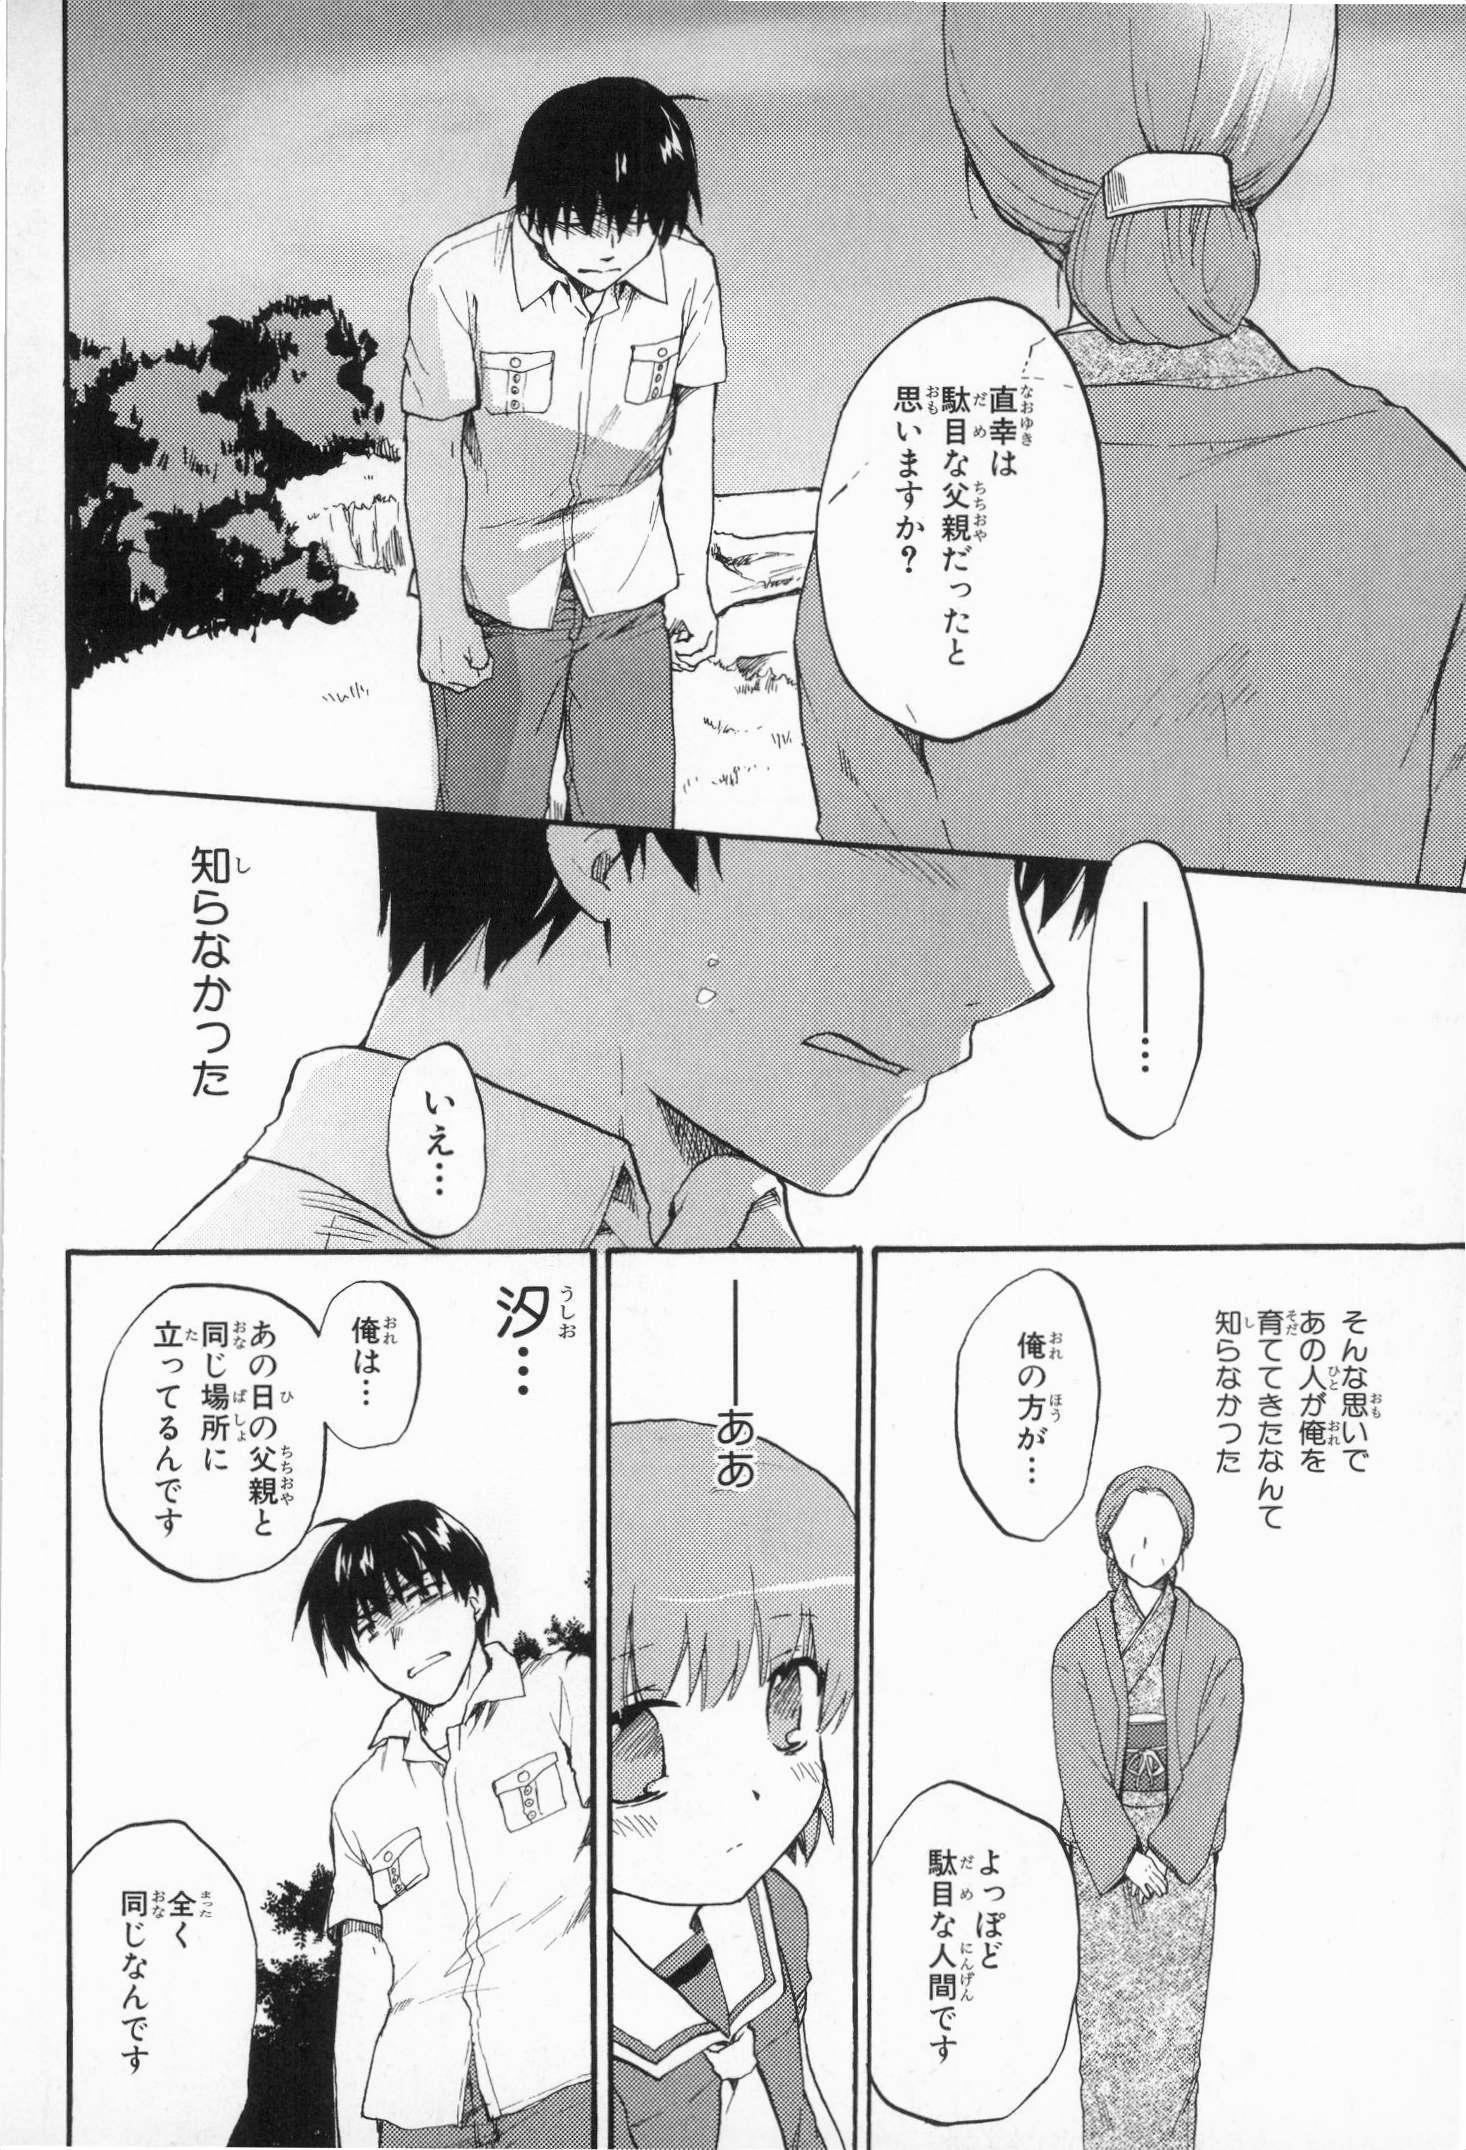 直幸は
駄目な父親だったと
思いますか?
―――…
いえ…
知らなかった
そんな思いで
あの人が俺を
育ててきたなんて
知らなかった
俺の方が…
よっぽど
駄目な人間です
―――ああ
汐…
俺は…
あの日の父親と
同じ場所に
立ってるんです
全く
同じなんです